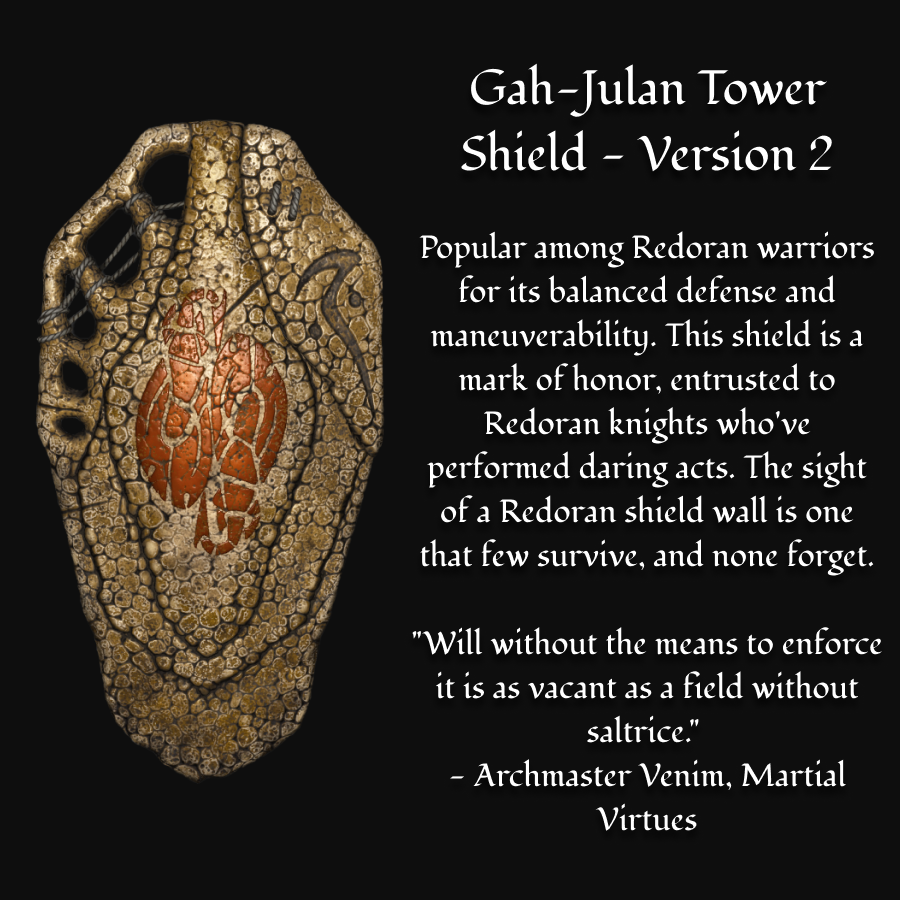 Gah-Julan Tower
Shield - Version 2
Popular among Redoran warriors
for its balanced defense and
maneuverability. This shield is a
mark of honor, entrusted to
Redoran knights who've
performed daring acts. The sight
of a Redoran shield wall is one
that few survive, and none forget.
"Will without the means to enforce
it is as vacant as a field without
saltrice."
- Archmaster Venim, Martial
Virtues